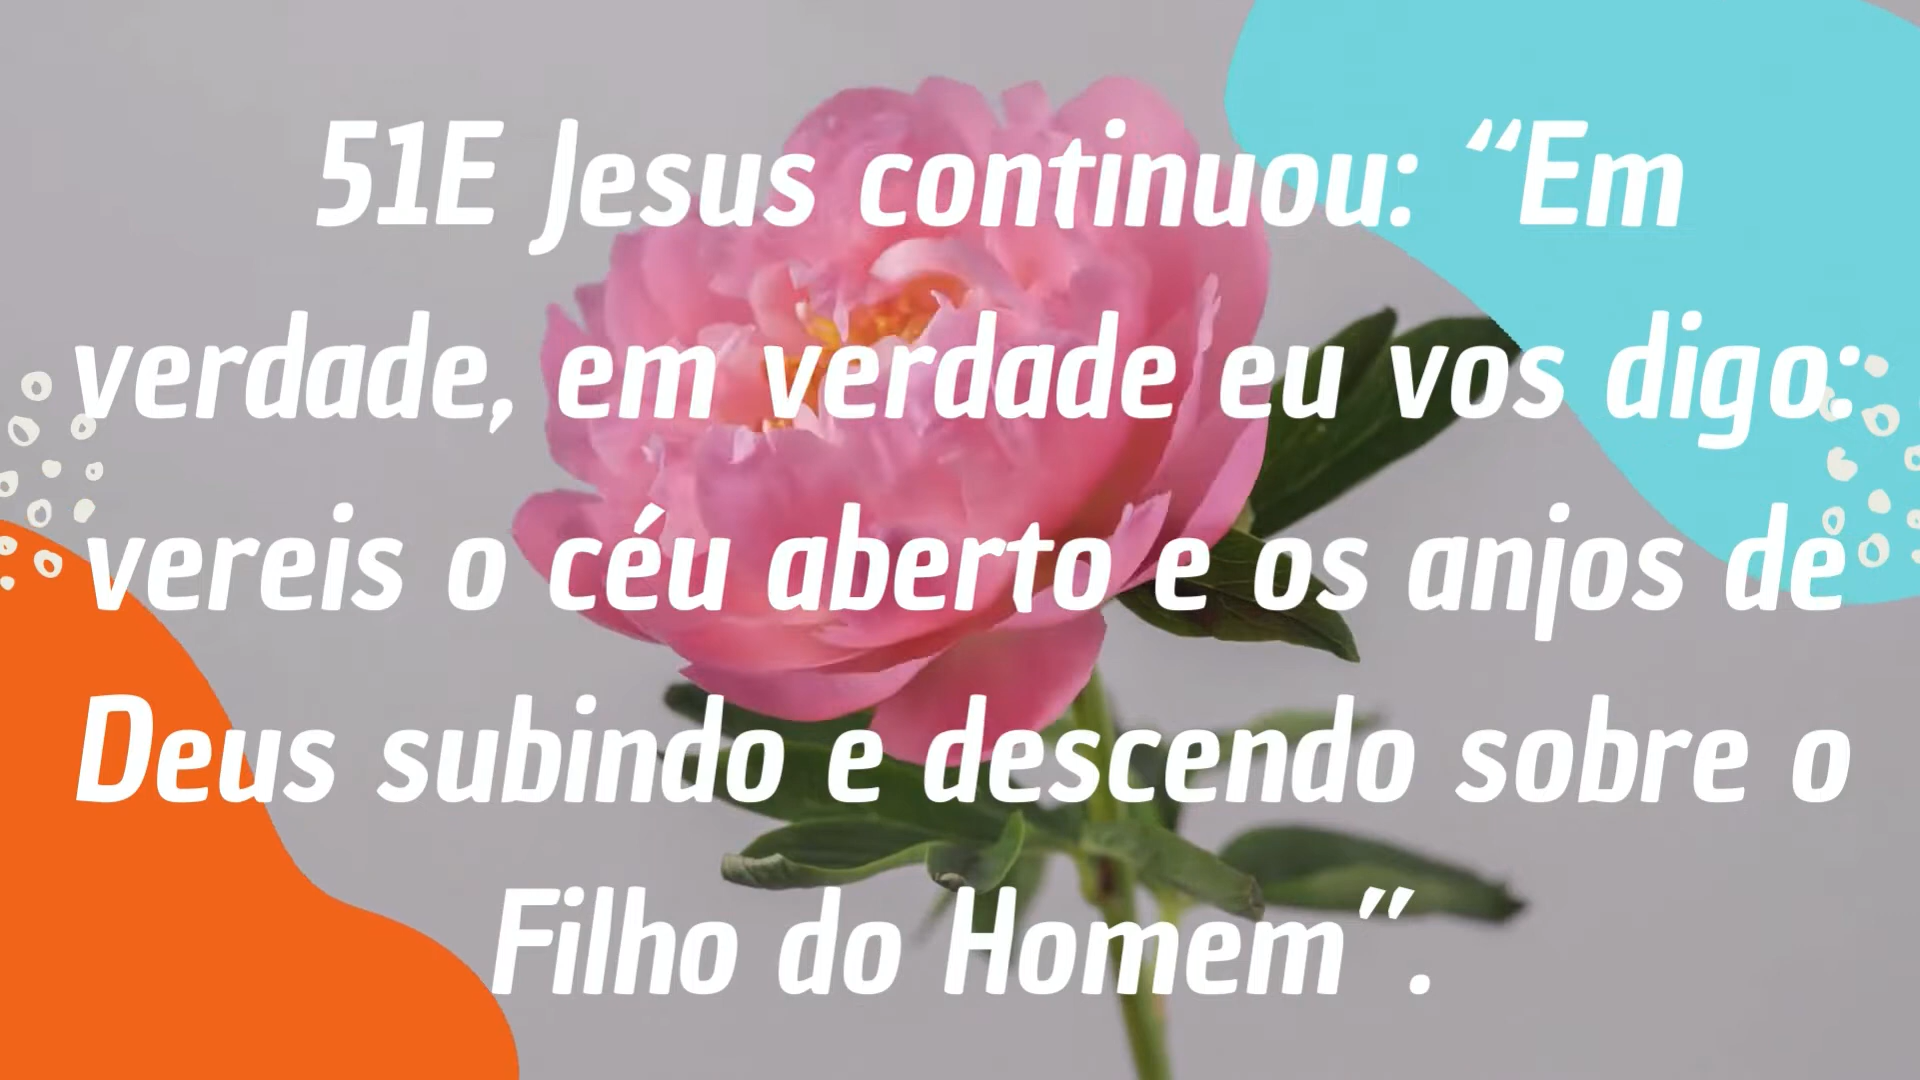 51E Jesus continuou: “Em
verdade, em verdade eu vos digo:
vereis o céu aberto e os anjos de
Deus subindo e descendo sobre o
Filho do Homem”.